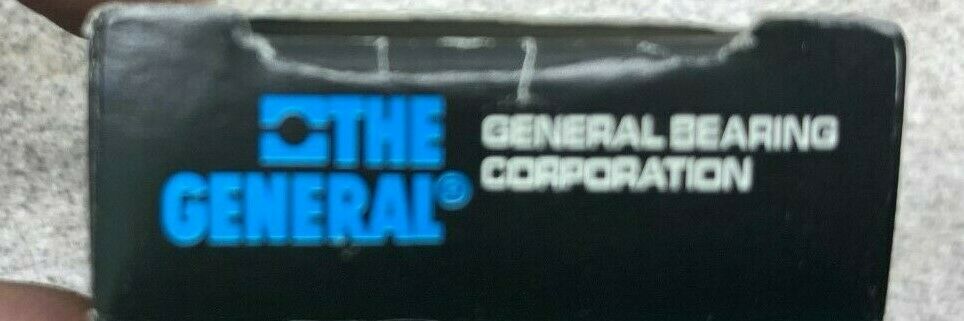 THE
GENERAL®
GENERAL BEARING
CORPORATION